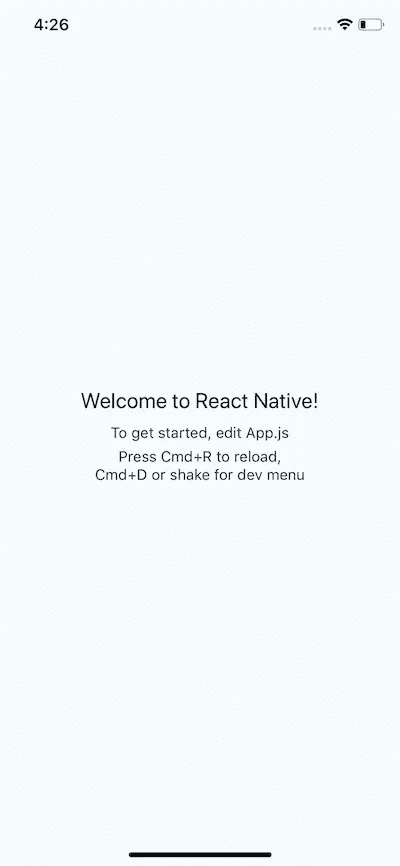 4:26
Welcome to React Native!
To get started, edit App.js
Press Cmd+R to reload,
Cmd+D or shake for dev menu